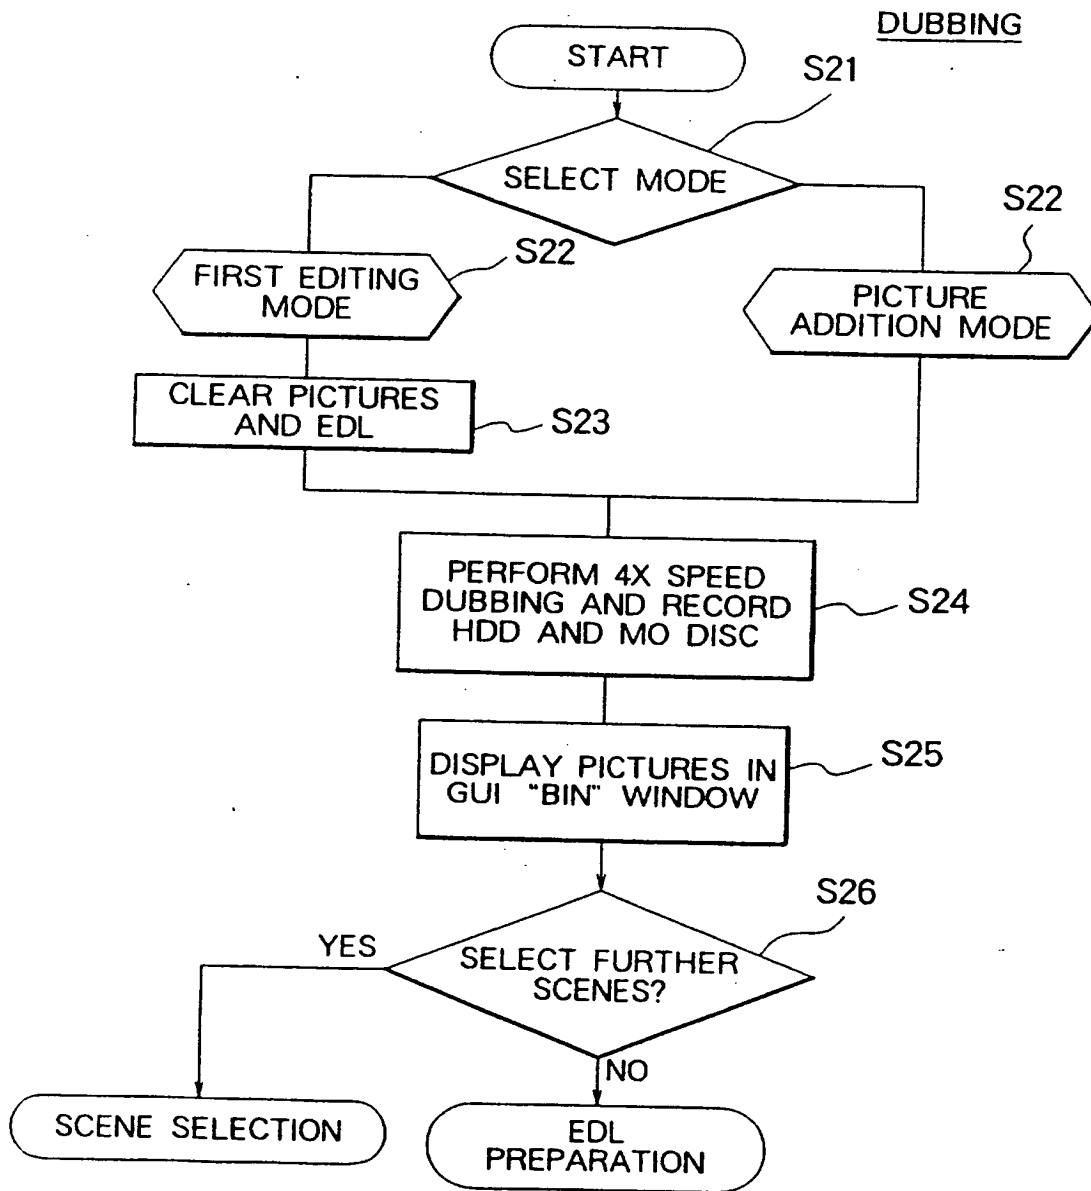 DUBBING
START
S21
SELECT MODE
S22
S22
FIRST EDITING
MODE
PICTURE
ADDITION MODE
CLEAR PICTURES
AND EDL
S23
PERFORM 4X SPEED
DUBBING AND RECORD
HDD AND MO DISC
S24
DISPLAY PICTURES IN
GUI "BIN" WINDOW
S25
S26
YES
SELECT FURTHER
SCENES?
NO
SCENE SELECTION
EDL
PREPARATION